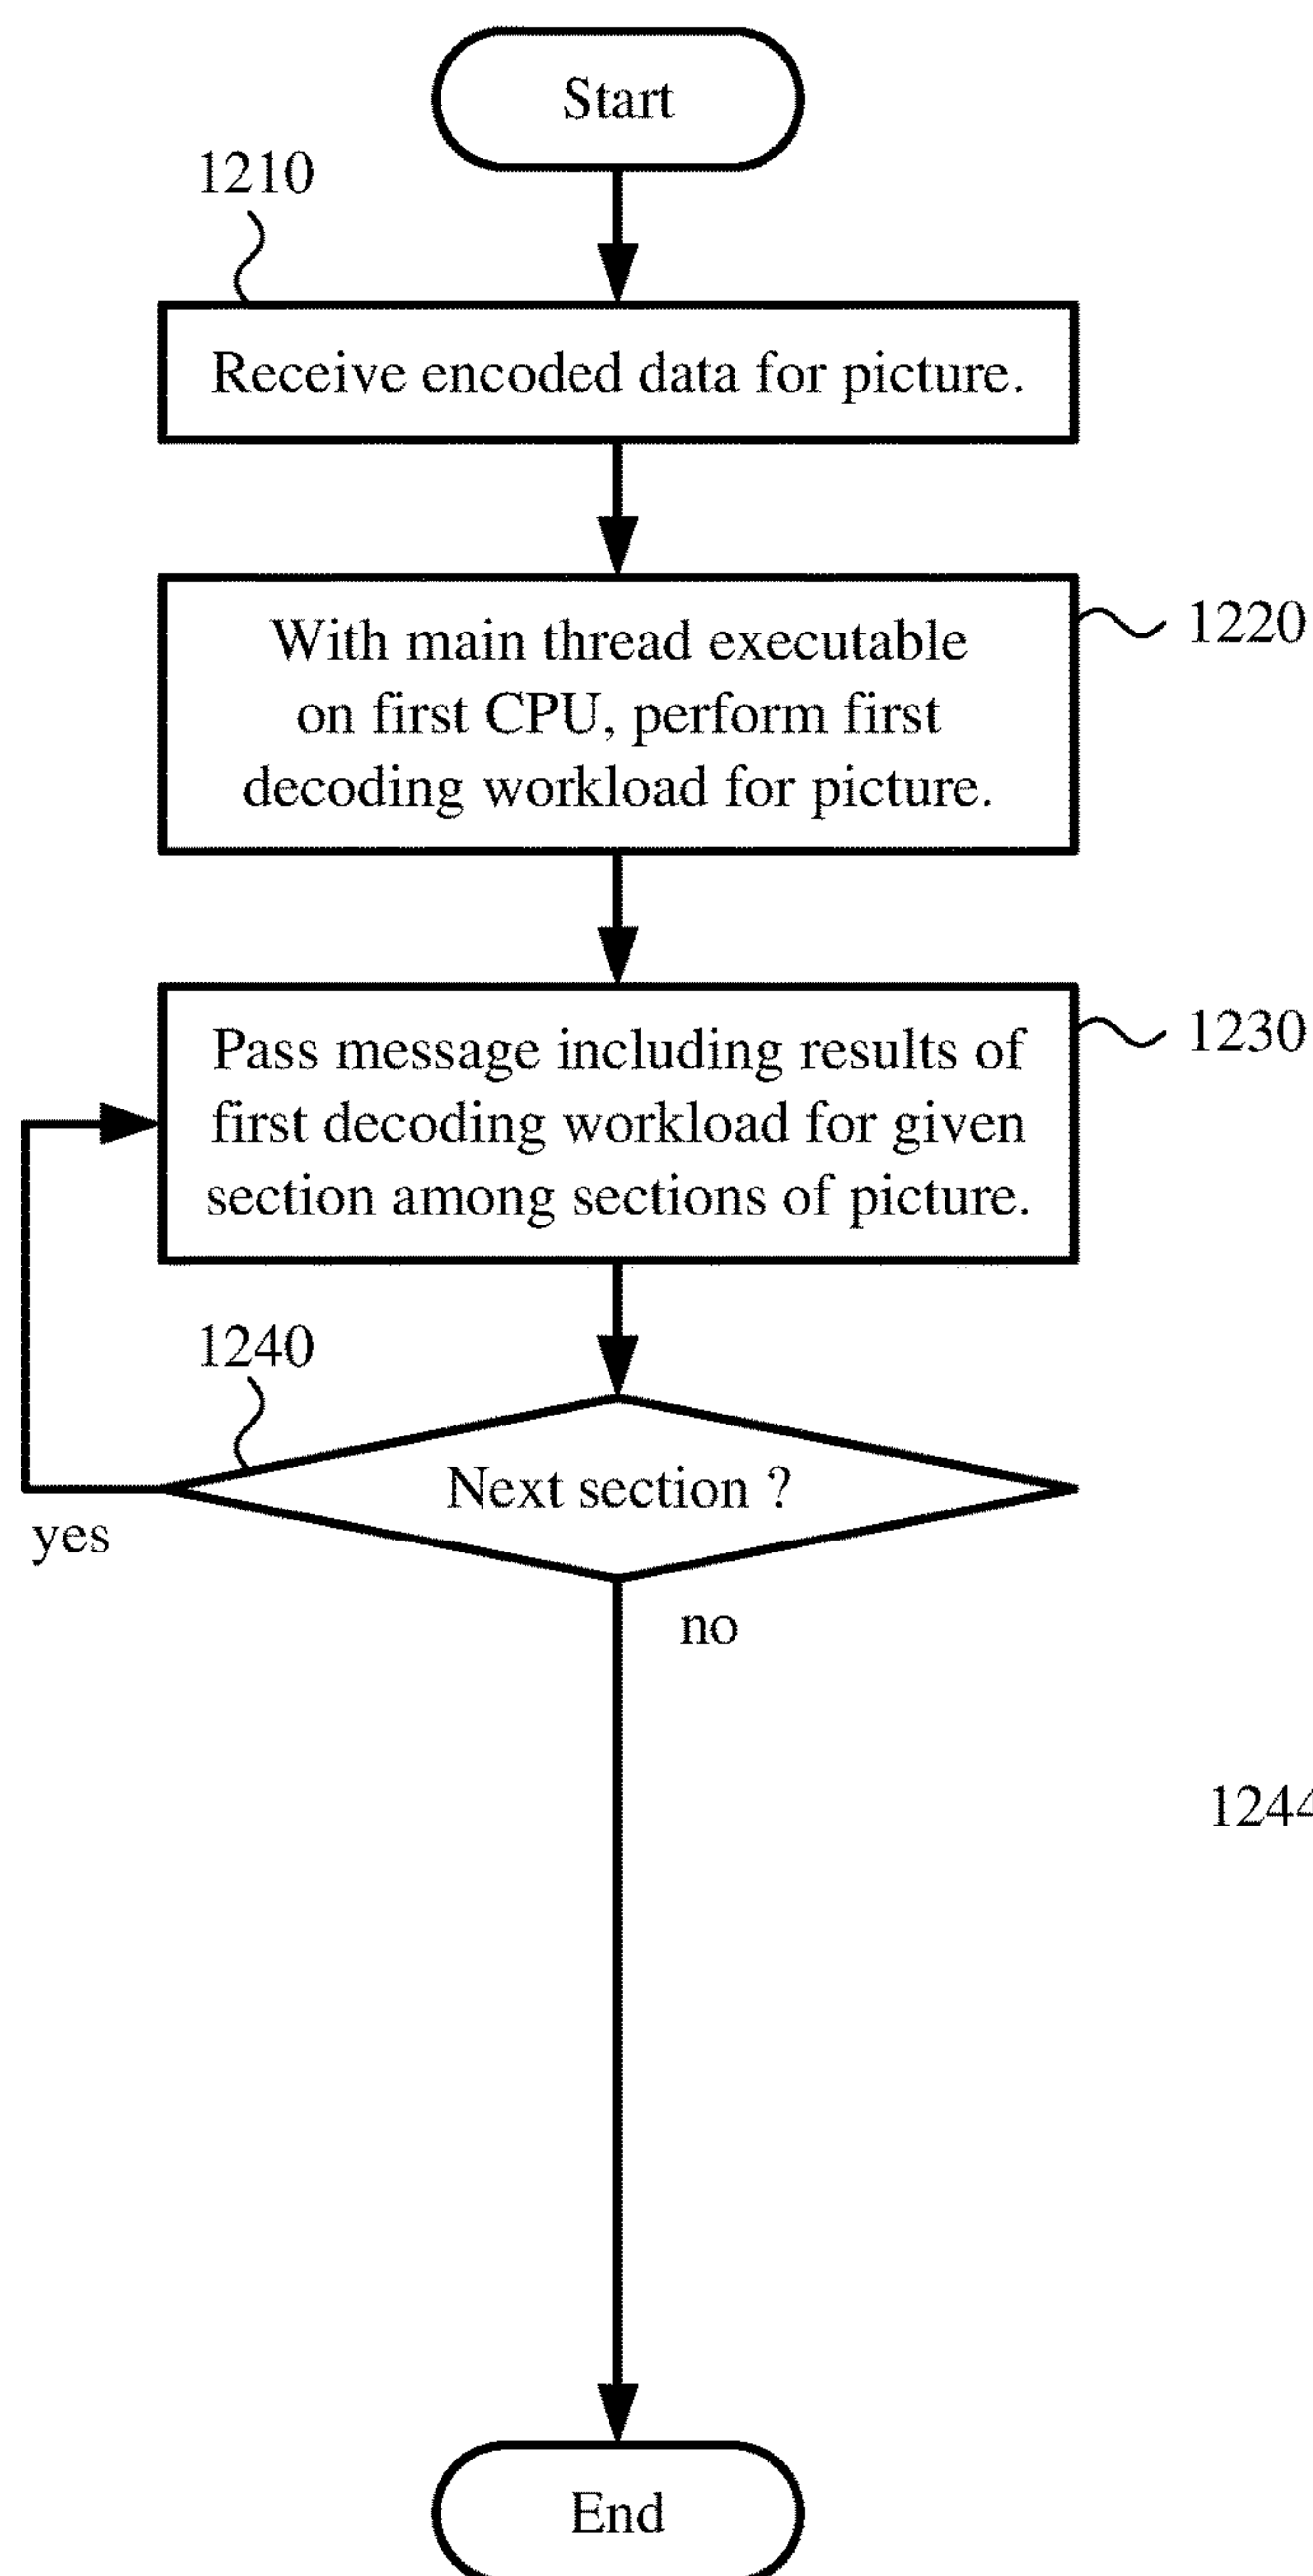 Start
1210
Receive encoded data for picture.
With main thread executable
on first CPU, perform first
decoding workload for picture.
1220
Pass message including results of
first decoding workload for given
section among sections of picture.
1230
1240
Next section ?
yes
no
1244
End